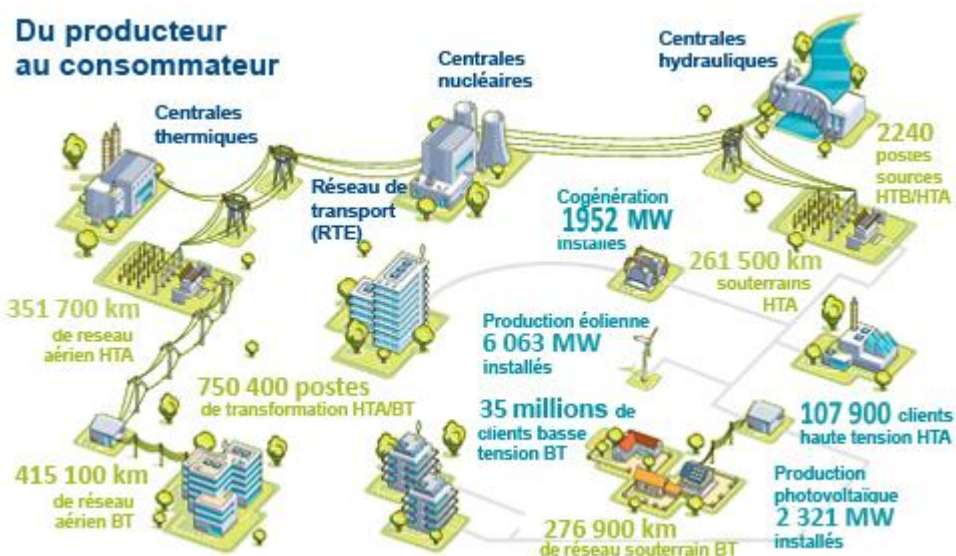 Du producteur
au consommateur
Centrales
thermiques
Centrales
nucléaires
Centrales
hydrauliques
Réseau de
transport
(RTE)
2240
postes
sources
HTB/HTA
Cogénération
1952 MW
installés
261 500 km
souterrains
HTA
351 700 km
de reseau
aérien HTA
Production éolienne
6 063 MW
installés
750 400 postes
de transformation HTA/BT
35 millions de
clients basse
tension BT
107 900 clients
haute tension HTA
415 100 km
de réseau
aérien BT
Production
photovoltaïque
2 321 MW
installés
276 900 km
de réseau souterrain BT